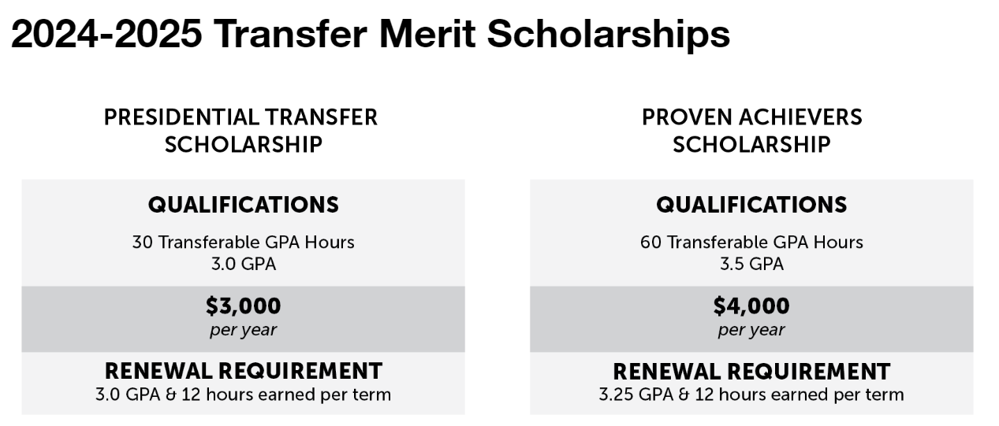 2024-2025 Transfer Merit Scholarships
PRESIDENTIAL TRANSFER
SCHOLARSHIP
QUALIFICATIONS
30 Transferable GPA Hours
3.0 GPA
$3,000
per year
RENEWAL REQUIREMENT
3.0 GPA & 12 hours earned per term
PROVEN ACHIEVERS
SCHOLARSHIP
QUALIFICATIONS
60 Transferable GPA Hours
3.5 GPA
$4,000
per year
RENEWAL REQUIREMENT
3.25 GPA & 12 hours earned per term